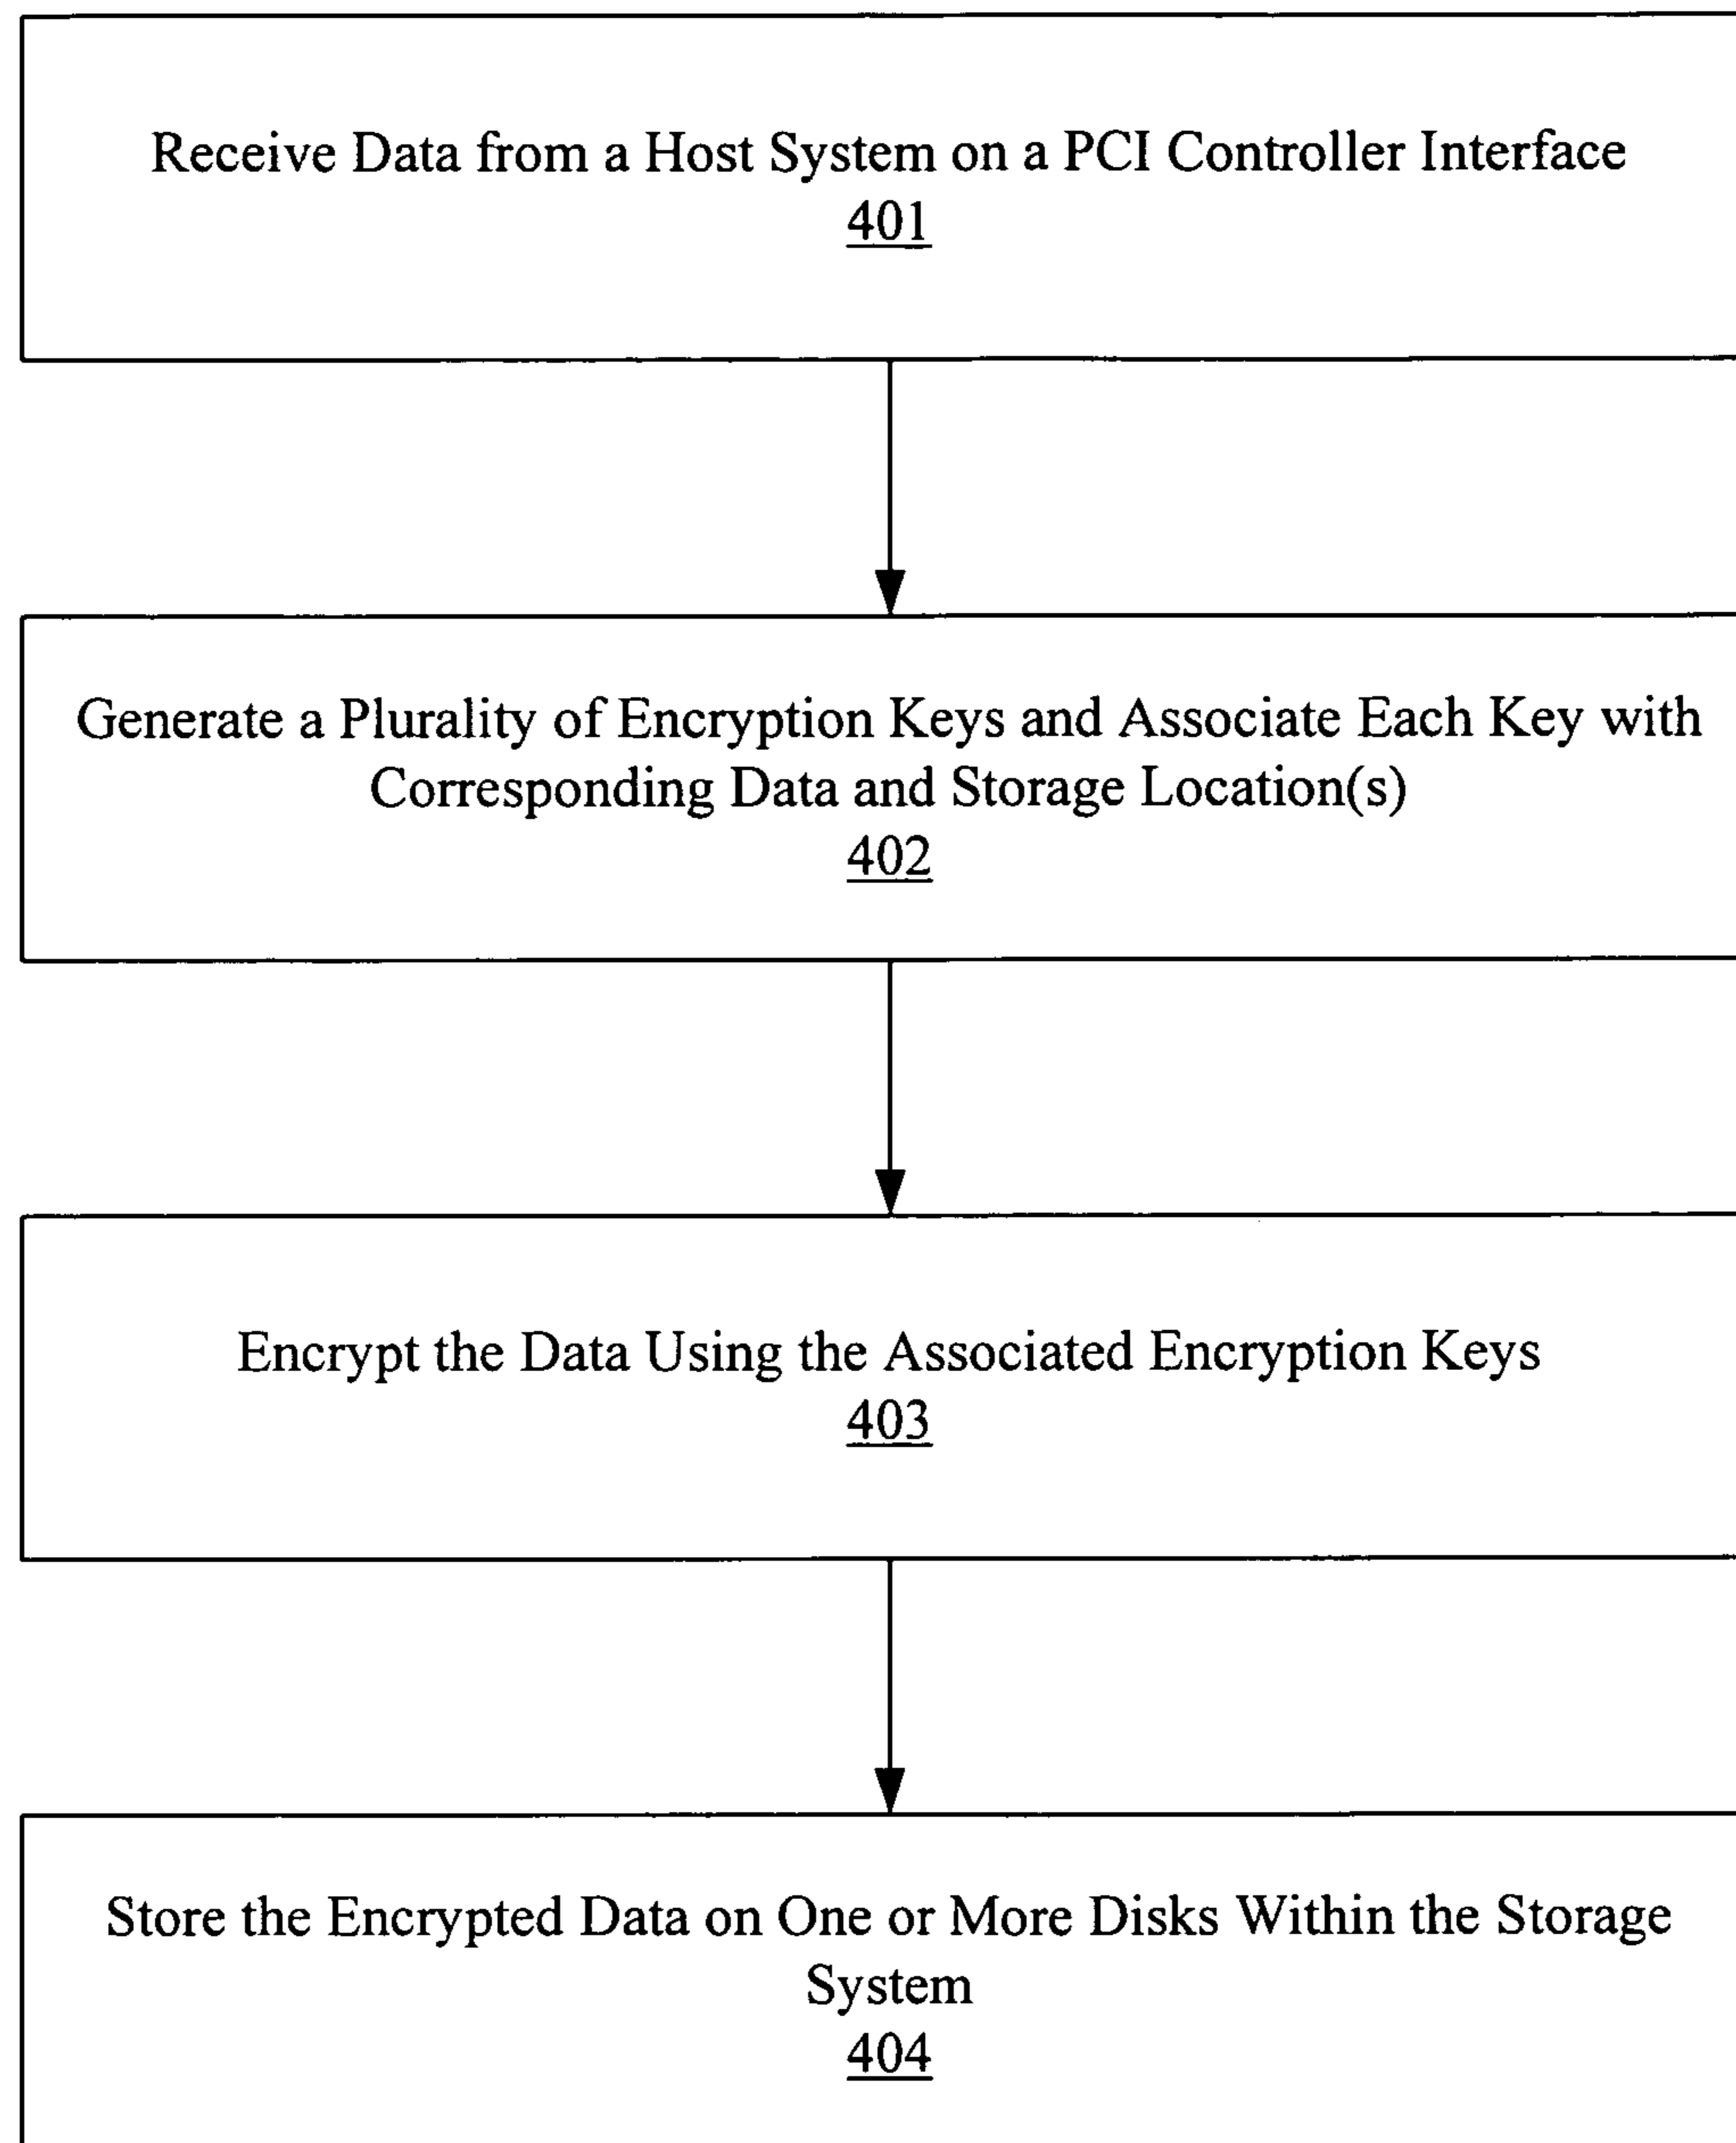 Receive Data from a Host System on a PCI Controller Interface
401
Generate a Plurality of Encryption Keys and Associate Each Key with
Corresponding Data and Storage Location(s)
402
Encrypt the Data Using the Associated Encryption Keys
403
Store the Encrypted Data on One or More Disks Within the Storage
System
404